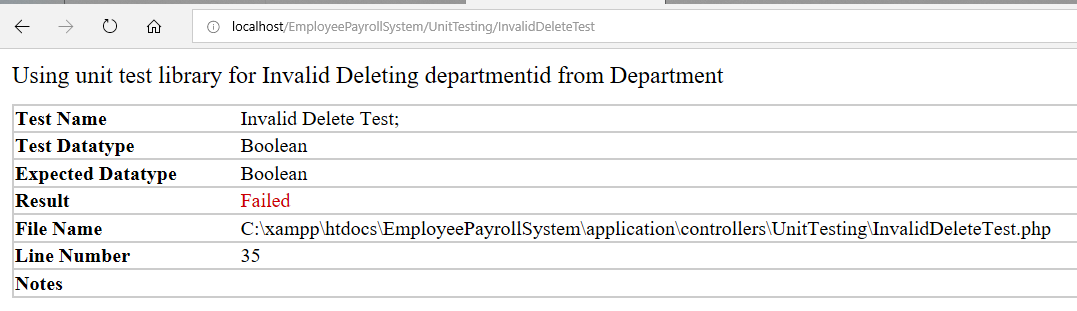 localhost/EmployeePayrollSystem/UnitTesting/InvalidDeleteTest
Using unit test library for Invalid Deleting departmentid from Department
Test Name Invalid Delete Test;
Test Datatype Boolean
Expected Datatype Boolean
Result Failed
File Name C:\xampp\htdocs\EmployeePayrollSystem\application\controllers\UnitTesting\InvalidDeleteTest.php
Line Number 35
Notes